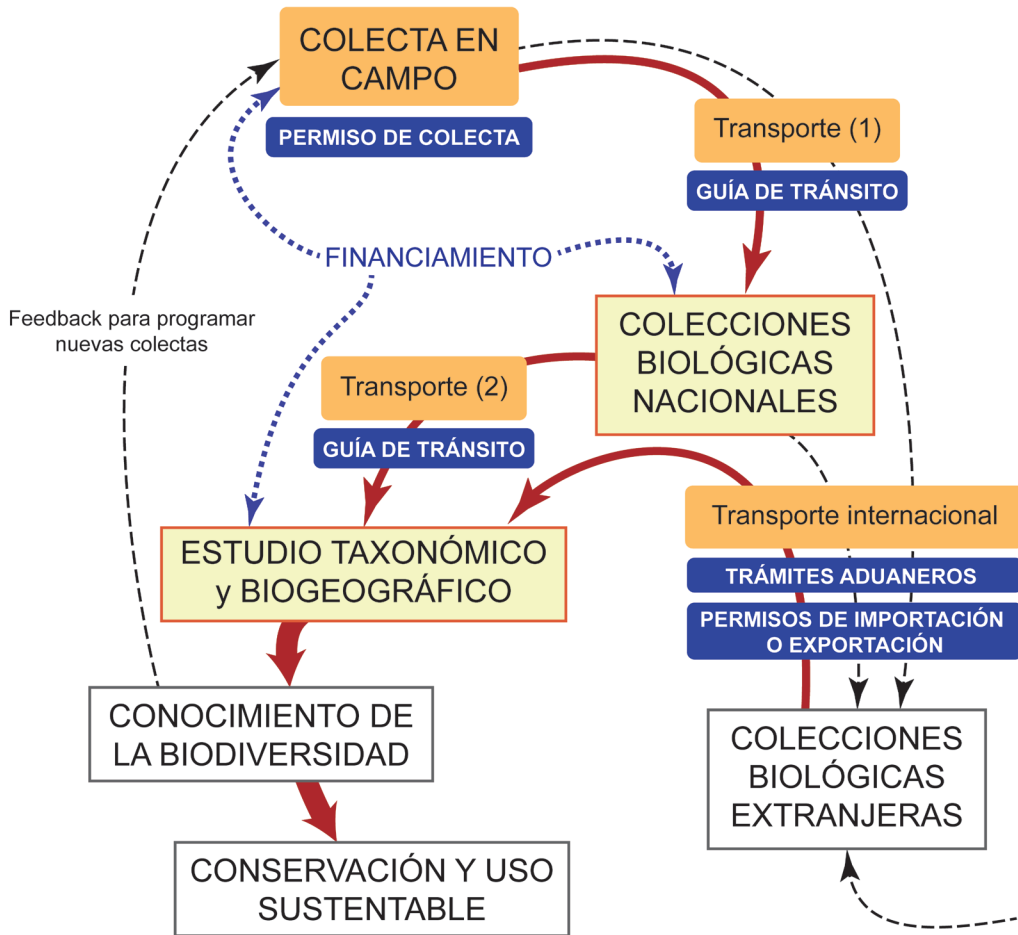 COLECTA EN
CAMPO
PERMISO DE COLECTA
Transporte (1)
GUÍA DE TRÁNSITO
FINANCIAMIENTO
Feedback para programar
nuevas colectas
COLECCIONES
BIOLÓGICAS
NACIONALES
Transporte (2)
GUÍA DE TRÁNSITO
ESTUDIO TAXONÓMICO
y BIOGEOGRÁFICO
Transporte internacional
TRÁMITES ADUANEROS
PERMISOS DE IMPORTACIÓN
O EXPORTACIÓN
CONOCIMIENTO DE
LA BIODIVERSIDAD
COLECCIONES
BIOLÓGICAS
EXTRANJERAS
CONSERVACIÓN Y USO
SUSTENTABLE